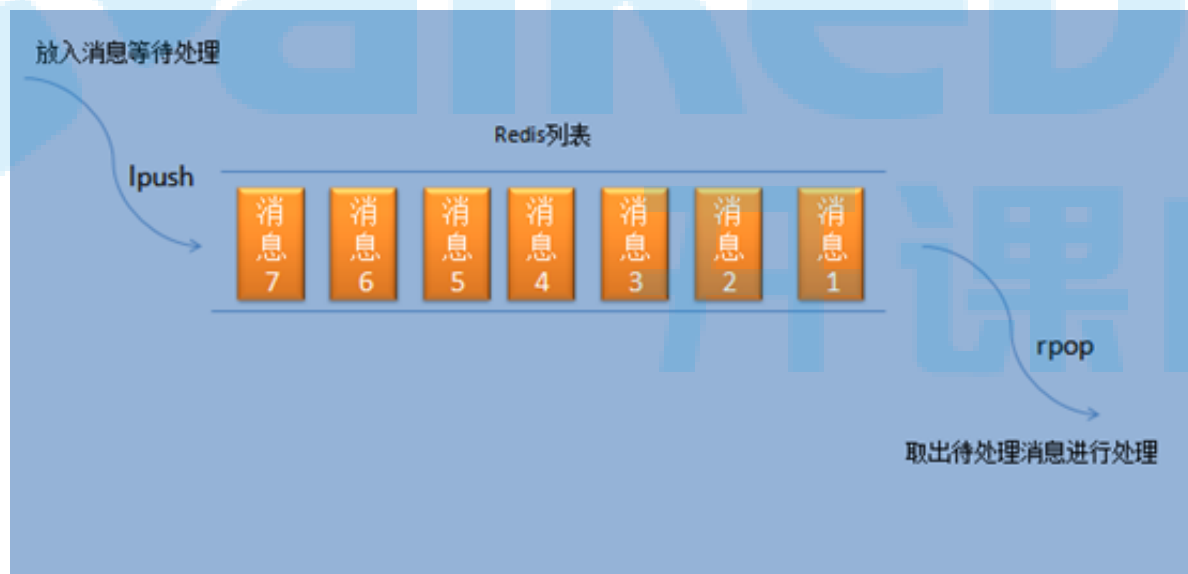 放入消息等待处理
Redis列表
lpush
消息7
消息6
消息5
消息4
消息3
消息2
消息1
rpop
取出待处理消息进行处理